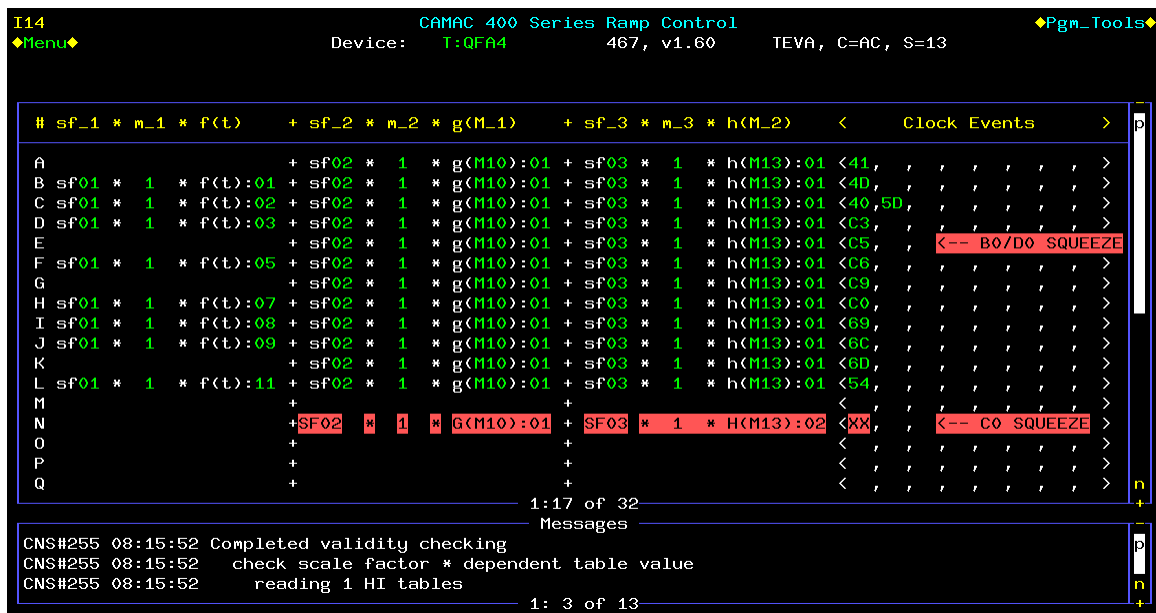 I14 CAMAC 400 Series Ramp Control ◆Pgm_Tools◆
◆Menu◆ Device: T:QFA4 467, v1.60 TEVA, C=AC, S=13
# sf_1 * m_1 * f(t) + sf_2 * m_2 * g(M_1) + sf_3 * m_3 * h(M_2) < Clock Events > p
A + sf02 * 1 * g(M10):01 + sf03 * 1 * h(M13):01 <41, , , , , , , >
B sf01 * 1 * f(t):01 + sf02 * 1 * g(M10):01 + sf03 * 1 * h(M13):01 <4D, , , , , , , >
C sf01 * 1 * f(t):02 + sf02 * 1 * g(M10):01 + sf03 * 1 * h(M13):01 <40,5D, , , , , , >
D sf01 * 1 * f(t):03 + sf02 * 1 * g(M10):01 + sf03 * 1 * h(M13):01 <C3, , , , , , , >
E + sf02 * 1 * g(M10):01 + sf03 * 1 * h(M13):01 <C5, , <-- B0/D0 SQUEEZE
F sf01 * 1 * f(t):05 + sf02 * 1 * g(M10):01 + sf03 * 1 * h(M13):01 <C6, , , , , , , >
G + sf02 * 1 * g(M10):01 + sf03 * 1 * h(M13):01 <C9, , , , , , , >
H sf01 * 1 * f(t):07 + sf02 * 1 * g(M10):01 + sf03 * 1 * h(M13):01 <C0, , , , , , , >
I sf01 * 1 * f(t):08 + sf02 * 1 * g(M10):01 + sf03 * 1 * h(M13):01 <69, , , , , , , >
J sf01 * 1 * f(t):09 + sf02 * 1 * g(M10):01 + sf03 * 1 * h(M13):01 <6C, , , , , , , >
K + sf02 * 1 * g(M10):01 + sf03 * 1 * h(M13):01 <6D, , , , , , , >
L sf01 * 1 * f(t):11 + sf02 * 1 * g(M10):01 + sf03 * 1 * h(M13):01 <54, , , , , , , >
M + + < , , , , , , , >
N +SF02 * 1 * G(M10):01 + SF03 * 1 * H(M13):02 <XX, , <-- C0 SQUEEZE >
O + + < , , , , , , , >
P + + < , , , , , , , >
Q + + < , , , , , , , > n
1:17 of 32 +
Messages
CNS#255 08:15:52 Completed validity checking p
CNS#255 08:15:52 check scale factor * dependent table value
CNS#255 08:15:52 reading 1 HI tables n
1: 3 of 13 +